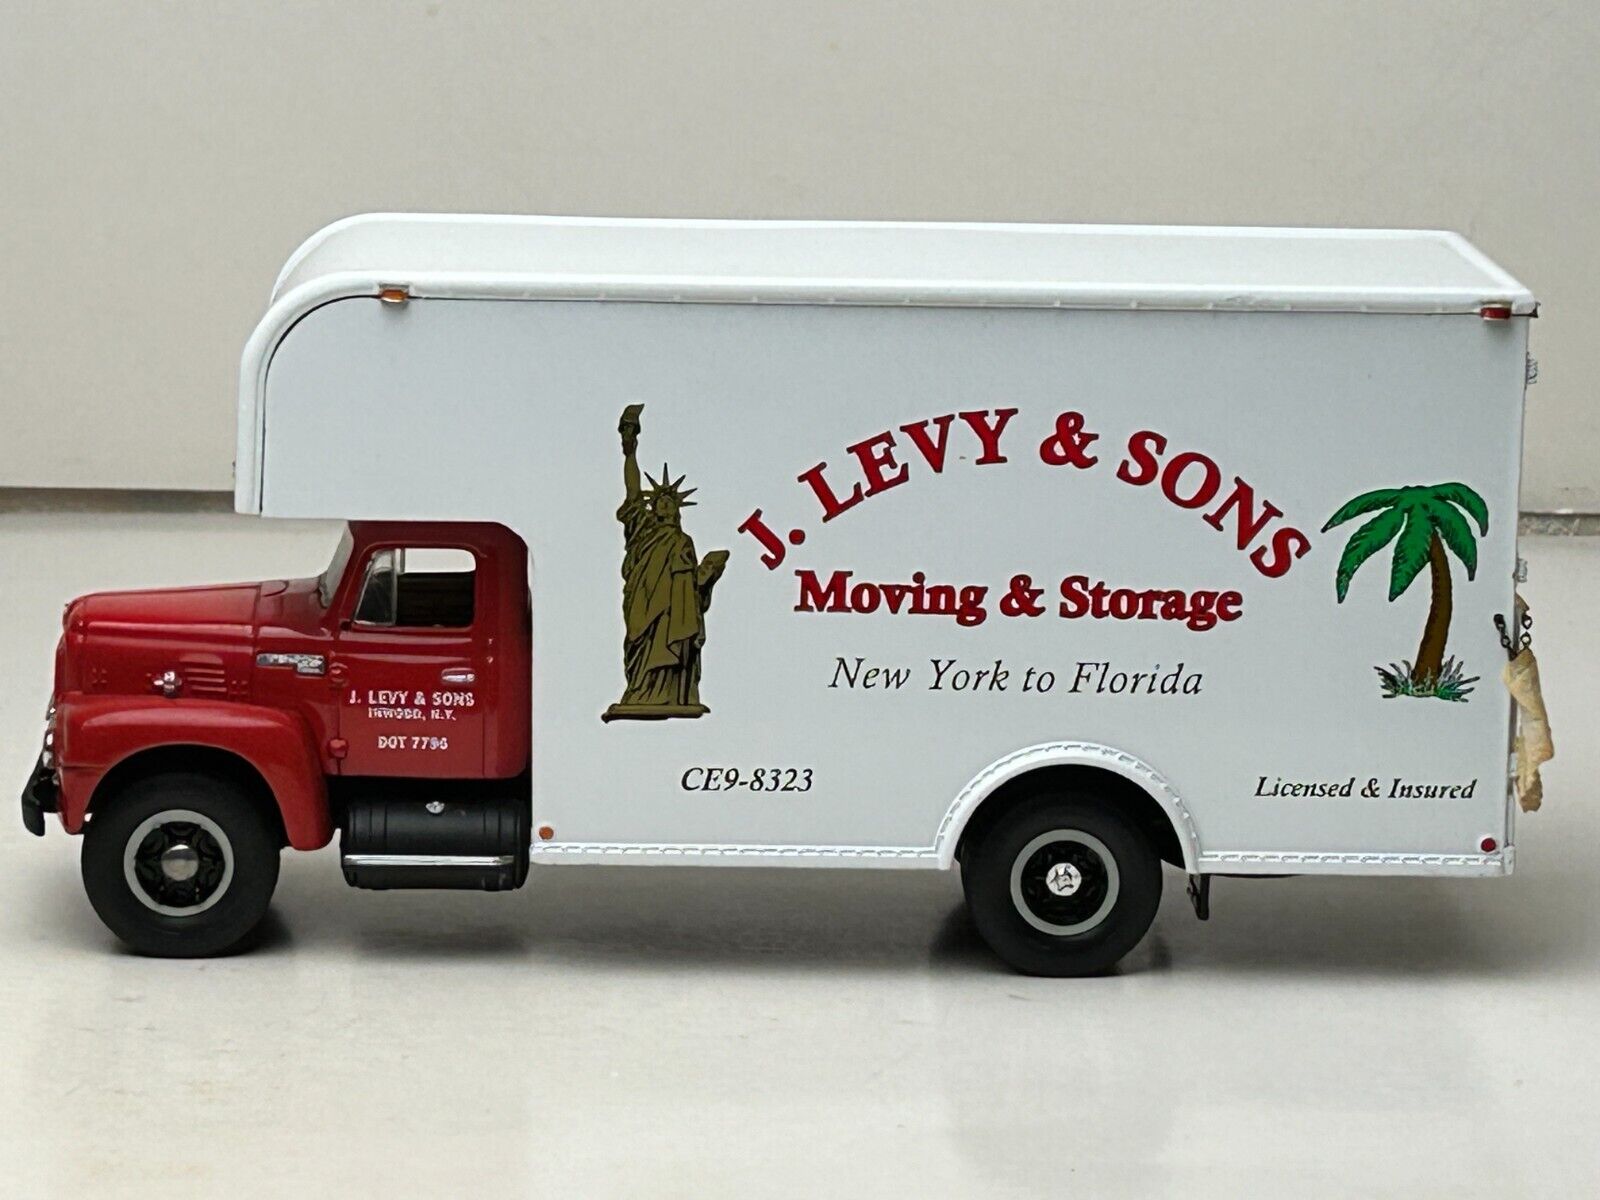 J. LEVY & SONS
Moving & Storage
New York to Florida
CE9-8323
Licensed & Insured
J. LEVY & SONS
INWOOD, N.Y.
DOT 7796